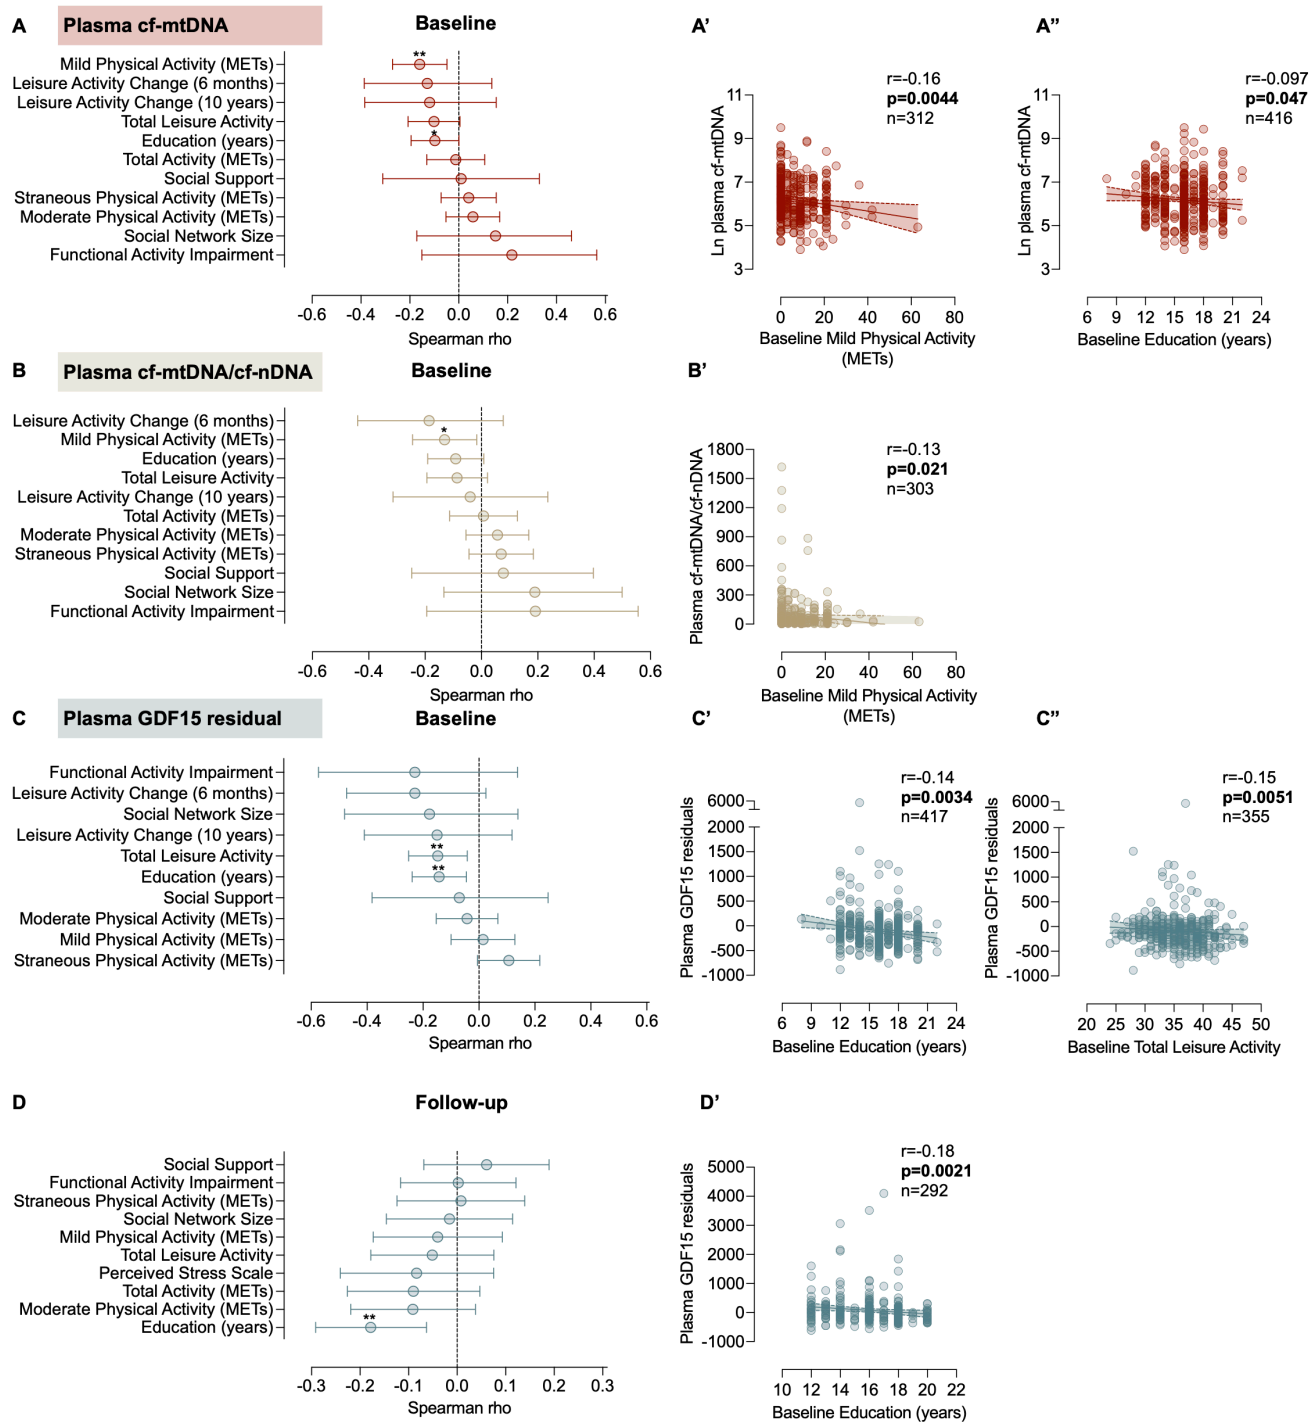 A
Plasma cf-mtDNA
Baseline
Mild Physical Activity (METs)
Leisure Activity Change (6 months)
Leisure Activity Change (10 years)
Total Leisure Activity
Education (years)
Total Activity (METs)
Social Support
Straneous Physical Activity (METs)
Moderate Physical Activity (METs)
Social Network Size
Functional Activity Impairment
**
*
-0.6 -0.4 -0.2 0.0 0.2 0.4 0.6
Spearman rho
A’
r=-0.16
p=0.0044
n=312
Ln plasma cf-mtDNA
11
9
7
5
3
0 20 40 60 80
Baseline Mild Physical Activity
(METs)
A”
r=-0.097
p=0.047
n=416
Ln plasma cf-mtDNA
11
9
7
5
3
6 9 12 15 18 21 24
Baseline Education (years)
B
Plasma cf-mtDNA/cf-nDNA
Baseline
Leisure Activity Change (6 months)
Mild Physical Activity (METs)
Education (years)
Total Leisure Activity
Leisure Activity Change (10 years)
Total Activity (METs)
Moderate Physical Activity (METs)
Straneous Physical Activity (METs)
Social Support
Social Network Size
Functional Activity Impairment
*
-0.6 -0.4 -0.2 0.0 0.2 0.4 0.6
Spearman rho
B’
r=-0.13
p=0.021
n=303
Plasma cf-mtDNA/cf-nDNA
1800
1500
1200
900
600
300
0
0 20 40 60 80
Baseline Mild Physical Activity
(METs)
C
Plasma GDF15 residual
Baseline
Functional Activity Impairment
Leisure Activity Change (6 months)
Social Network Size
Leisure Activity Change (10 years)
Total Leisure Activity
Education (years)
Social Support
Moderate Physical Activity (METs)
Mild Physical Activity (METs)
Straneous Physical Activity (METs)
**
**
-0.6 -0.4 -0.2 0.0 0.2 0.4 0.6
Spearman rho
C’
r=-0.14
p=0.0034
n=417
Plasma GDF15 residuals
6000
2000
1500
1000
500
0
-500
-1000
6 9 12 15 18 21 24
Baseline Education (years)
C”
r=-0.15
p=0.0051
n=355
Plasma GDF15 residuals
6000
2000
1500
1000
500
0
-500
-1000
20 25 30 35 40 45 50
Baseline Total Leisure Activity
D
Follow-up
Social Support
Functional Activity Impairment
Straneous Physical Activity (METs)
Social Network Size
Mild Physical Activity (METs)
Total Leisure Activity
Perceived Stress Scale
Total Activity (METs)
Moderate Physical Activity (METs)
Education (years)
**
-0.3 -0.2 -0.1 0.0 0.1 0.2 0.3
Spearman rho
D’
r=-0.18
p=0.0021
n=292
Plasma GDF15 residuals
5000
4000
3000
2000
1000
0
-1000
10 12 14 16 18 20 22
Baseline Education (years)